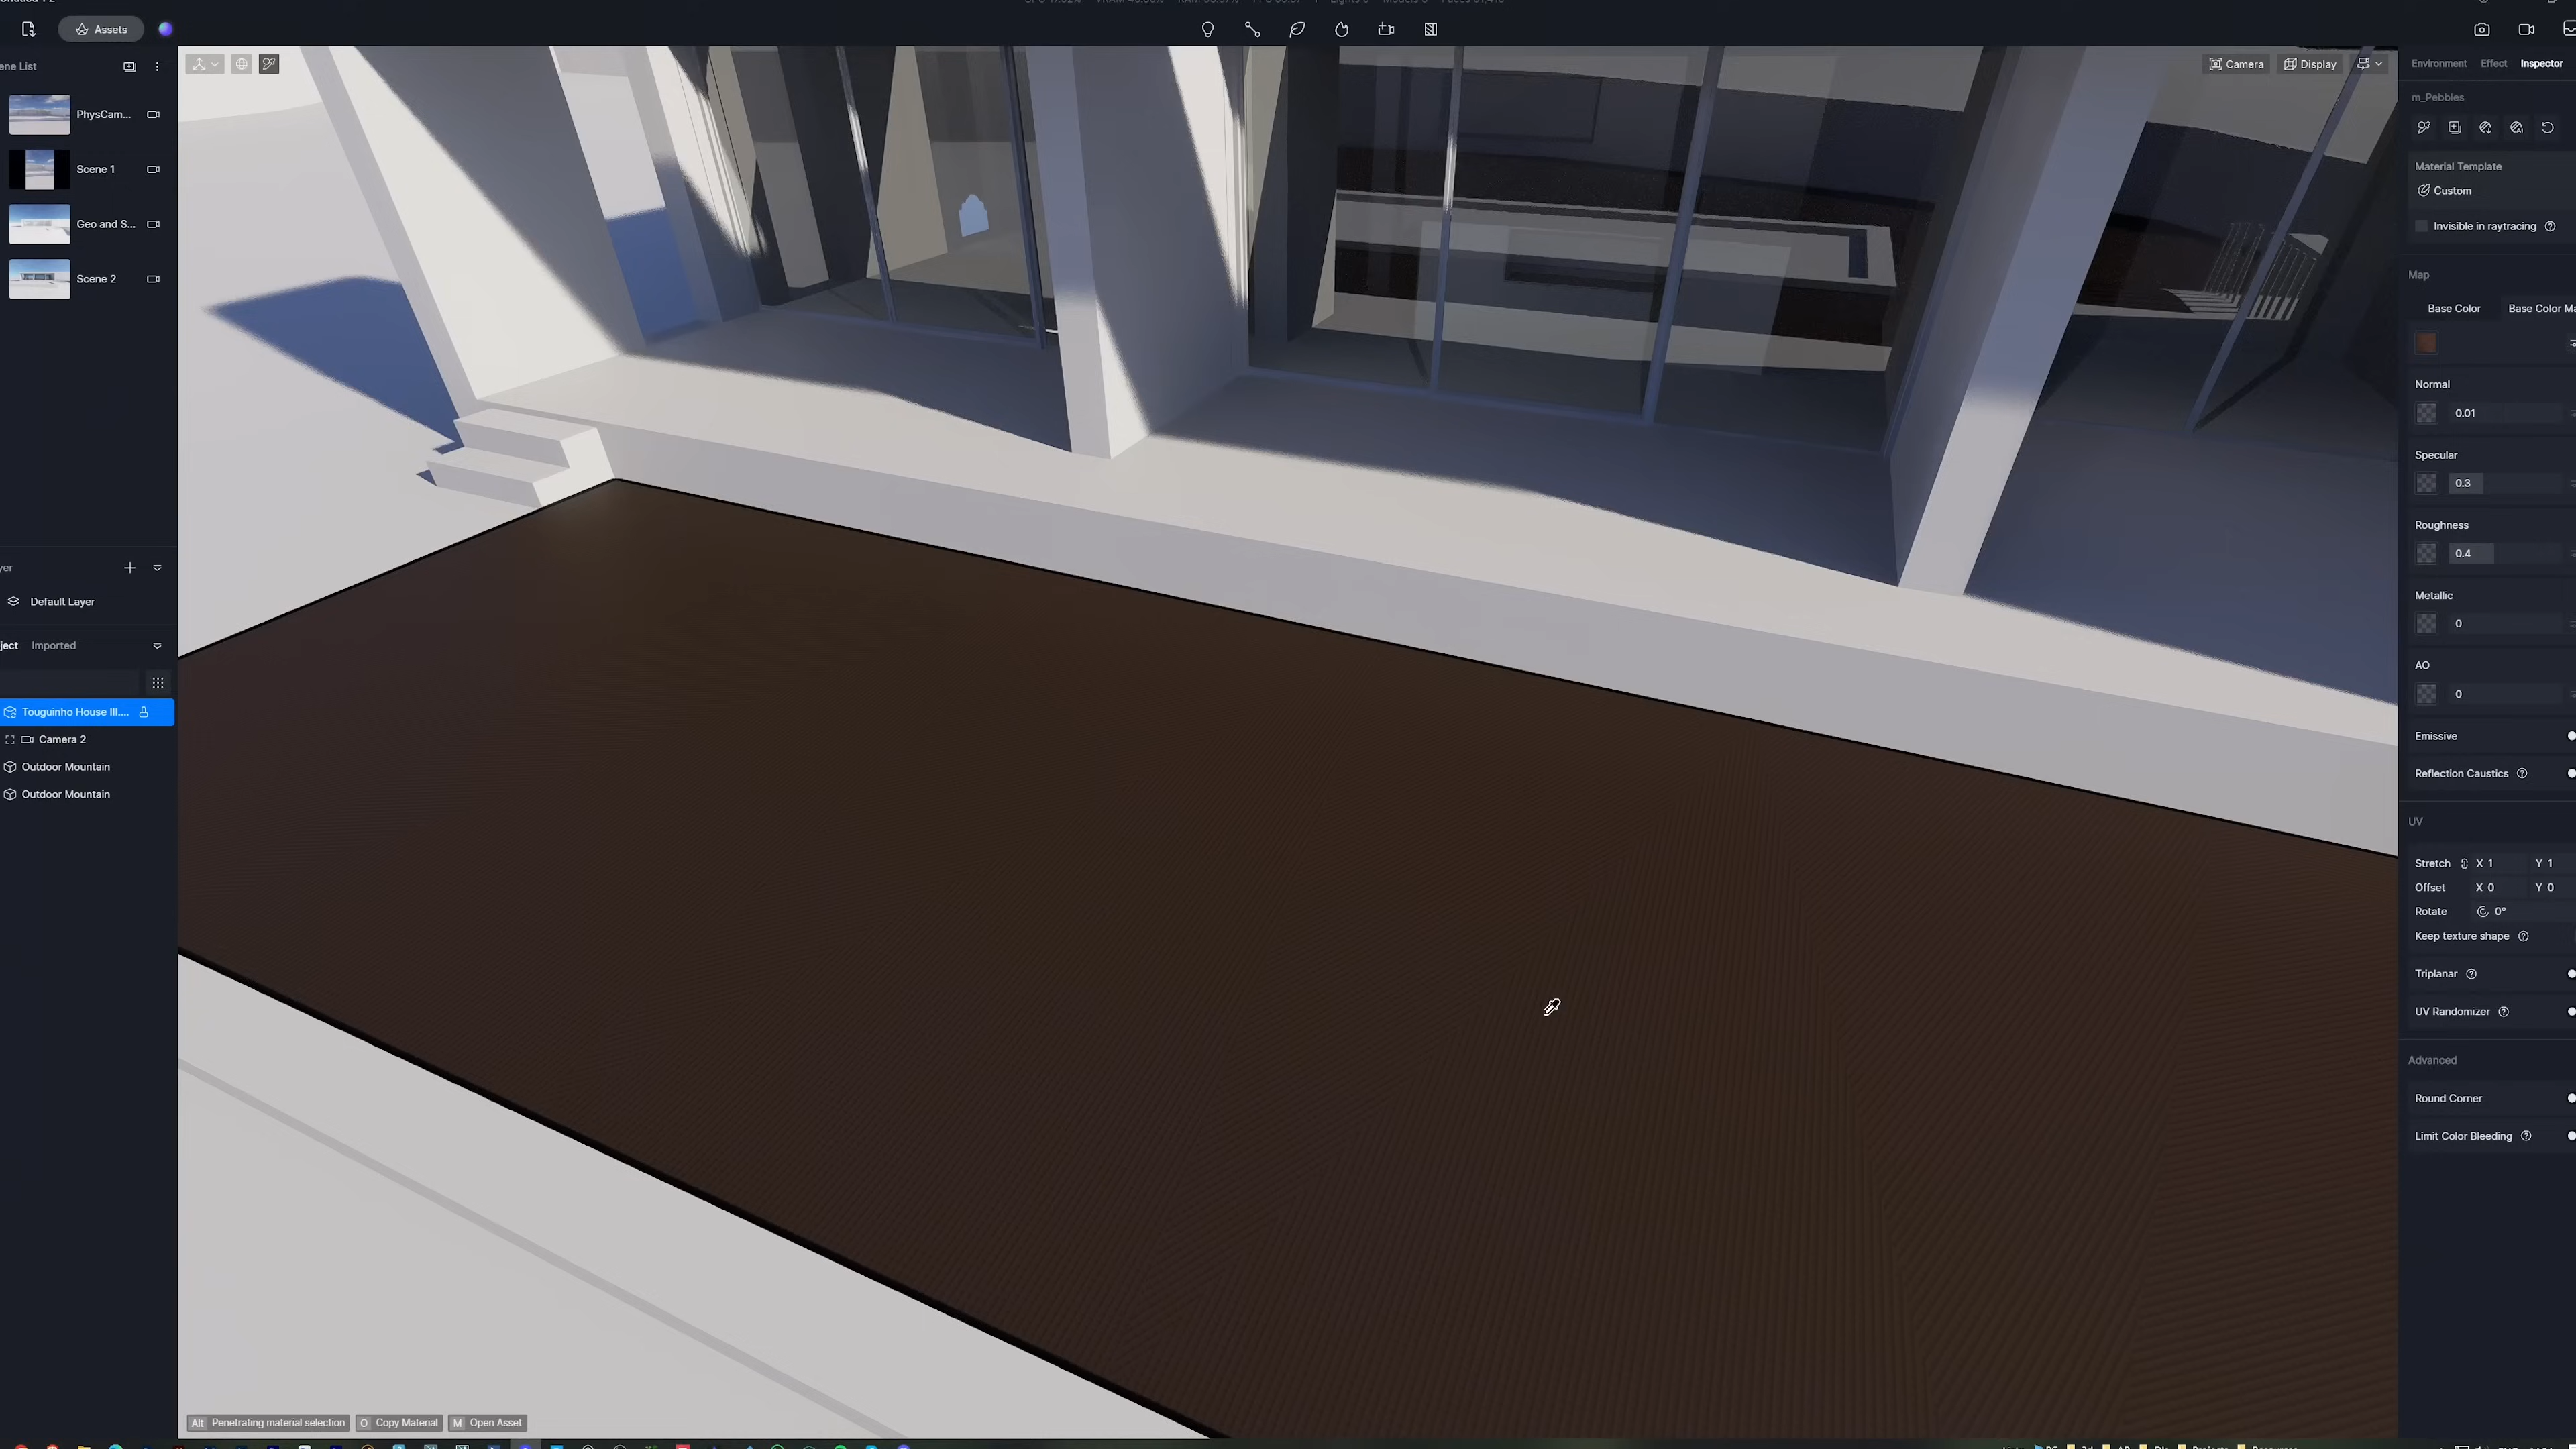 Assets
ene List
PhysCam...
Scene 1
Geo and S...
Scene 2
yer
Default Layer
ject Imported
Touguinho House III....
Camera 2
Outdoor Mountain
Outdoor Mountain
Camera Display
Alt Penetrating material selection O Copy Material M Open Asset
Environment Effect Inspector
m_Pebbles
Material Template
Custom
Invisible in raytracing
Map
Base Color Base Color Ma
Normal
0.01
Specular
0.3
Roughness
0.4
Metallic
0
AO
0
Emissive
Reflection Caustics
UV
Stretch X 1 Y 1
Offset X 0 Y 0
Rotate 0°
Keep texture shape
Triplanar
UV Randomizer
Advanced
Round Corner
Limit Color Bleeding